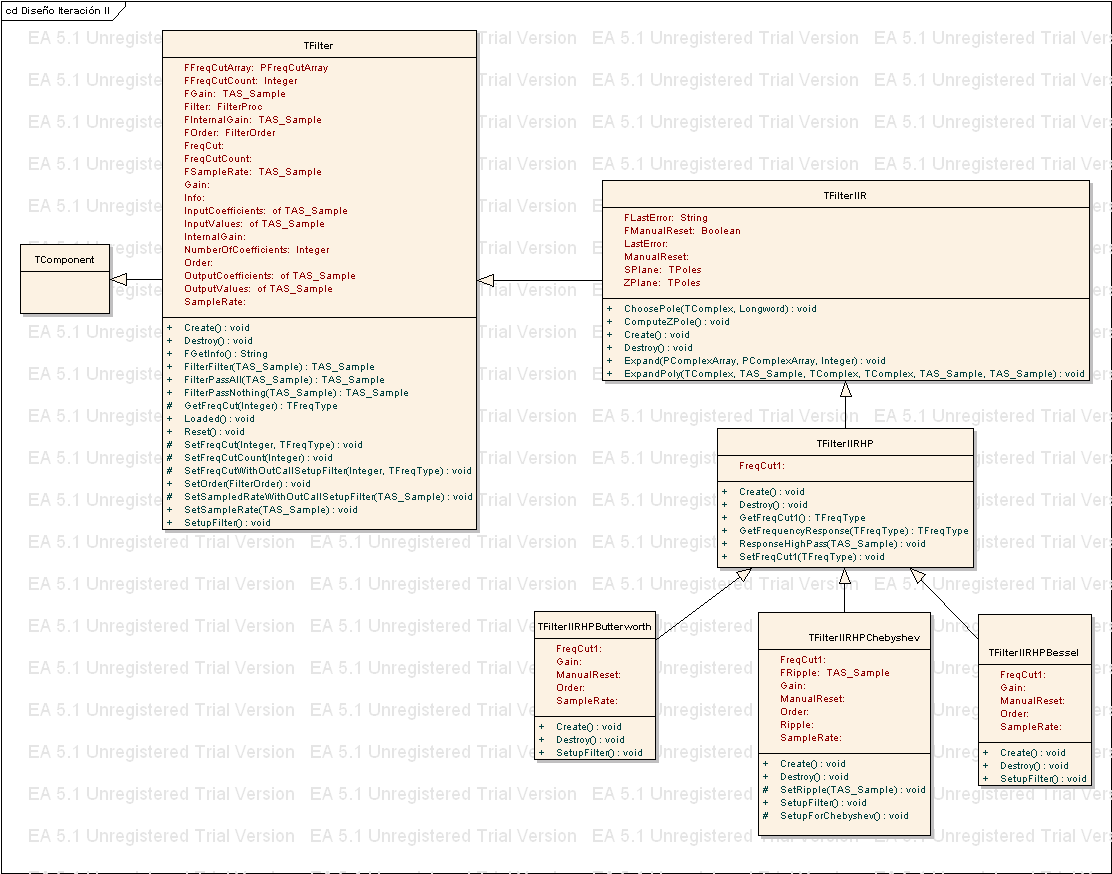 cd Diseño Iteración II
EA 5.1 Unregistered Trial Version
TFilter
FFreqCutArray: PFreqCutArray
FFreqCutCount: Integer
FGain: TAS_Sample
Filter: FilterProc
FInternalGain: TAS_Sample
FOrder: FilterOrder
FreqCut:
FreqCutCount:
FSampleRate: TAS_Sample
Gain:
Info:
InputCoefficients: of TAS_Sample
InputValues: of TAS_Sample
InternalGain:
NumberOfCoefficients: Integer
Order:
OutputCoefficients: of TAS_Sample
OutputValues: of TAS_Sample
SampleRate:
+ Create() : void
+ Destroy() : void
+ FGetInfo() : String
+ FilterFilter(TAS_Sample) : TAS_Sample
+ FilterPassAll(TAS_Sample) : TAS_Sample
+ FilterPassNothing(TAS_Sample) : TAS_Sample
# GetFreqCut(Integer) : TFreqType
+ Loaded() : void
+ Reset() : void
# SetFreqCut(Integer, TFreqType) : void
# SetFreqCutCount(Integer) : void
# SetFreqCutWithOutCallSetupFilter(Integer, TFreqType) : void
+ SetOrder(FilterOrder) : void
# SetSampledRateWithOutCallSetupFilter(TAS_Sample) : void
+ SetSampleRate(TAS_Sample) : void
+ SetupFilter() : void
TComponent
TFilterIIR
FLastError: String
FManualReset: Boolean
LastError:
ManualReset:
SPlane: TPoles
ZPlane: TPoles
+ ChoosePole(TComplex, Longword) : void
+ ComputeZPole() : void
+ Create() : void
+ Destroy() : void
+ Expand(PComplexArray, PComplexArray, Integer) : void
+ ExpandPoly(TComplex, TAS_Sample, TComplex, TComplex, TAS_Sample, TAS_Sample) : void
TFilterIIRHP
FreqCut1:
+ Create() : void
+ Destroy() : void
+ GetFreqCut1() : TFreqType
+ GetFrequencyResponse(TFreqType) : TFreqType
+ ResponseHighPass(TAS_Sample) : void
+ SetFreqCut1(TFreqType) : void
TFilterIIRHPButterworth
FreqCut1:
Gain:
ManualReset:
Order:
SampleRate:
+ Create() : void
+ Destroy() : void
+ SetupFilter() : void
TFilterIIRHPChebyshev
FreqCut1:
FRipple: TAS_Sample
Gain:
ManualReset:
Order:
Ripple:
SampleRate:
+ Create() : void
+ Destroy() : void
# SetRipple(TAS_Sample) : void
+ SetupFilter() : void
# SetupForChebyshev() : void
TFilterIIRHPBessel
FreqCut1:
Gain:
ManualReset:
Order:
SampleRate:
+ Create() : void
+ Destroy() : void
+ SetupFilter() : void